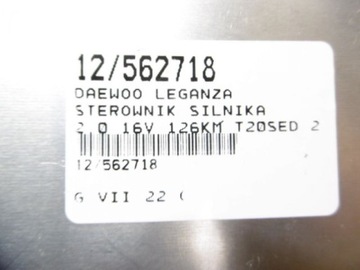 12/562718
DAEWOO LEGANZA
STEROWNIK SILNIKA
2 0 16V 126KM T20SED 2
12/562718
G VII 22 (